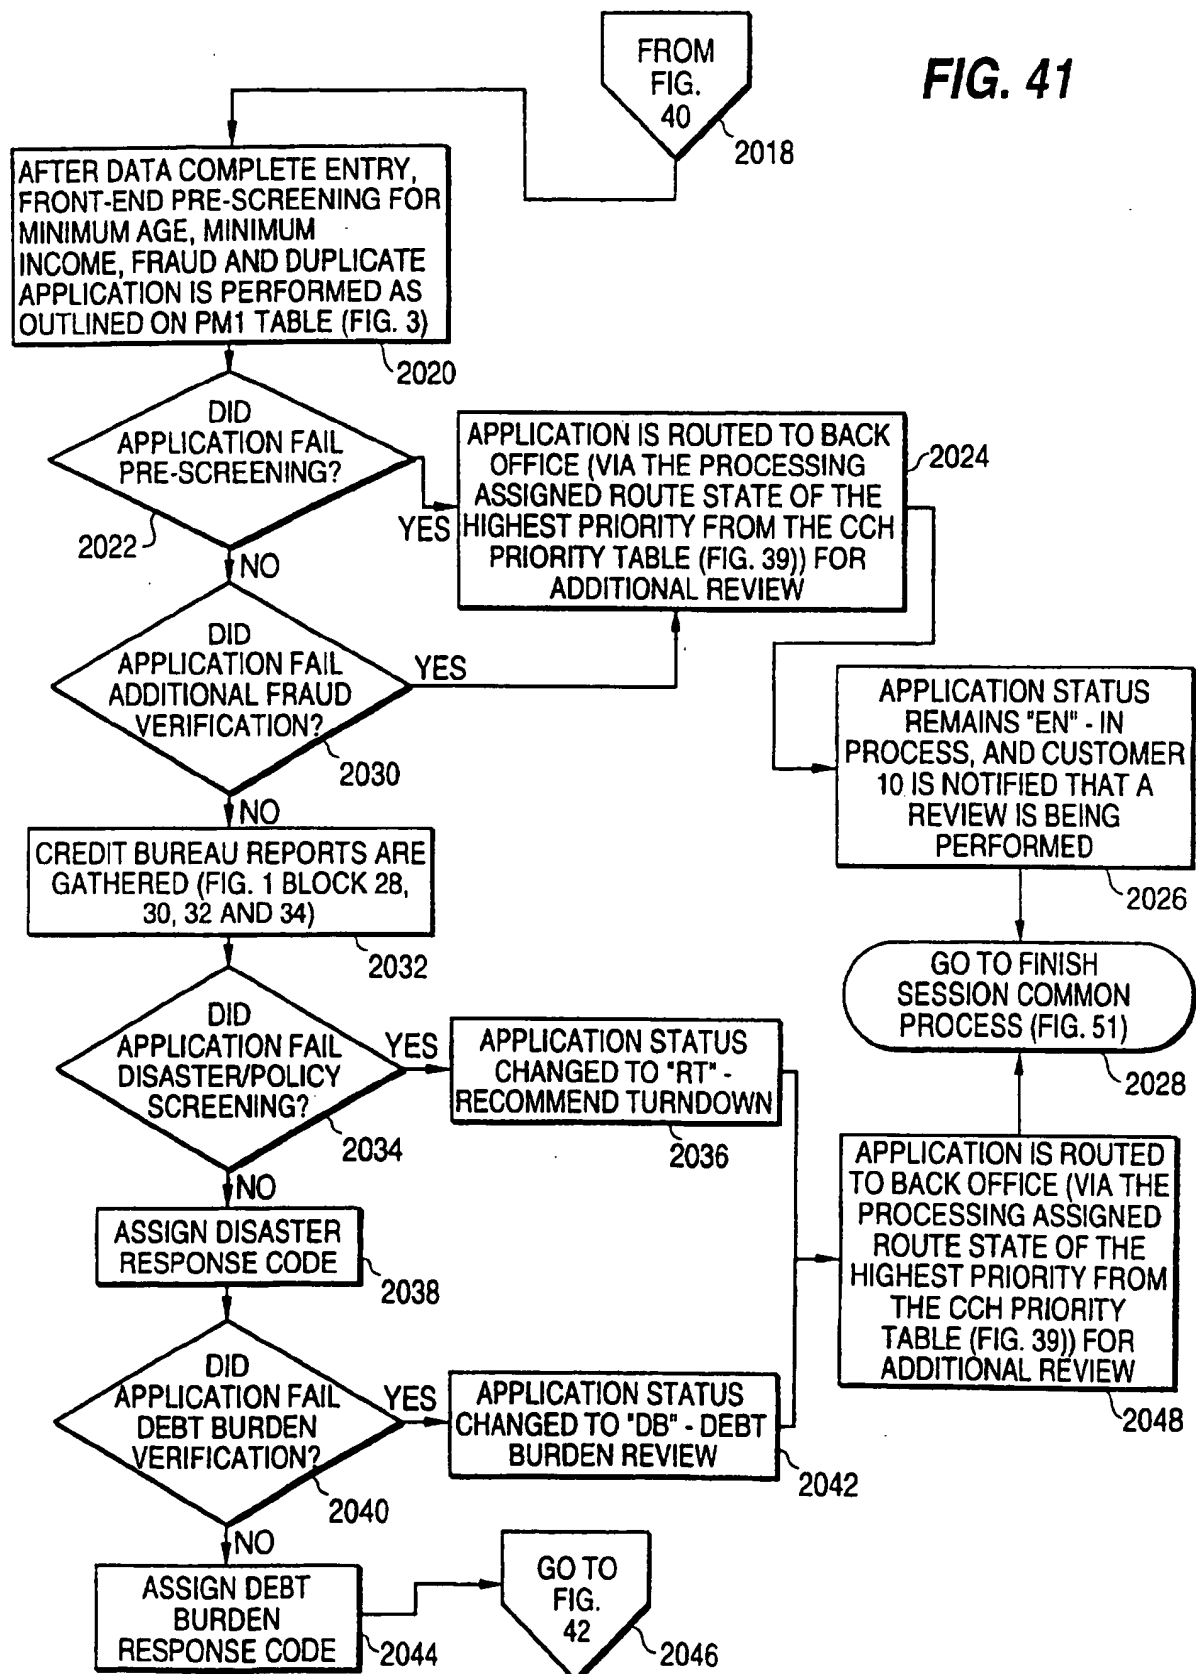 FROM
FIG.
40
FIG. 41
2018
AFTER DATA COMPLETE ENTRY,
FRONT-END PRE-SCREENING FOR
MINIMUM AGE, MINIMUM
INCOME, FRAUD AND DUPLICATE
APPLICATION IS PERFORMED AS
OUTLINED ON PM1 TABLE (FIG. 3)
2020
DID
APPLICATION FAIL
PRE-SCREENING?
2022
YES
NO
APPLICATION IS ROUTED TO BACK
OFFICE (VIA THE PROCESSING
ASSIGNED ROUTE STATE OF THE
HIGHEST PRIORITY FROM THE CCH
PRIORITY TABLE (FIG. 39)) FOR
ADDITIONAL REVIEW
2024
DID
APPLICATION FAIL
ADDITIONAL FRAUD
VERIFICATION?
YES
2030
NO
APPLICATION STATUS
REMAINS "EN" - IN
PROCESS, AND CUSTOMER
10 IS NOTIFIED THAT A
REVIEW IS BEING
PERFORMED
2026
CREDIT BUREAU REPORTS ARE
GATHERED (FIG. 1 BLOCK 28,
30, 32 AND 34)
2032
GO TO FINISH
SESSION COMMON
PROCESS (FIG. 51)
2028
DID
APPLICATION FAIL
DISASTER/POLICY
SCREENING?
YES
2034
NO
APPLICATION STATUS
CHANGED TO "RT" -
RECOMMEND TURNDOWN
2036
ASSIGN DISASTER
RESPONSE CODE
2038
APPLICATION IS ROUTED
TO BACK OFFICE (VIA THE
PROCESSING ASSIGNED
ROUTE STATE OF THE
HIGHEST PRIORITY FROM
THE CCH PRIORITY
TABLE (FIG. 39)) FOR
ADDITIONAL REVIEW
2048
DID
APPLICATION FAIL
DEBT BURDEN
VERIFICATION?
YES
2040
NO
APPLICATION STATUS
CHANGED TO "DB" - DEBT
BURDEN REVIEW
2042
ASSIGN DEBT
BURDEN
RESPONSE CODE
2044
GO TO
FIG.
42
2046